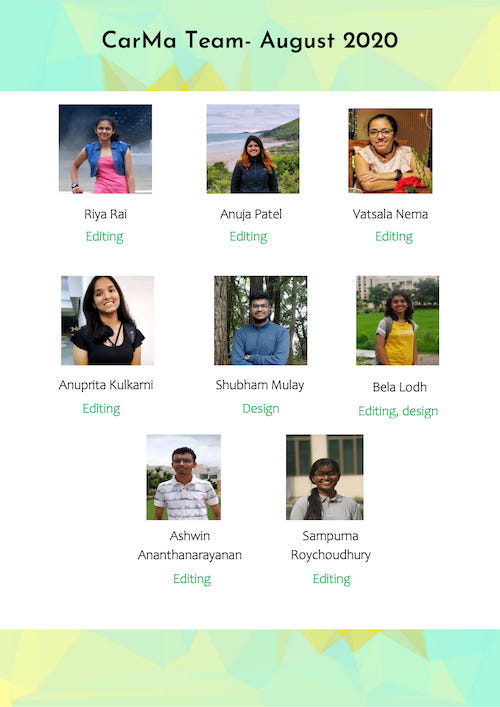 CarMa Team- August 2020
Riya Rai
Editing
Anuja Patel
Editing
Vatsala Nema
Editing
Anuprita Kulkarni
Editing
Shubham Mulay
Design
Bela Lodh
Editing, design
Ashwin
Ananthanarayanan
Editing
Sampurna
Roychoudhury
Editing